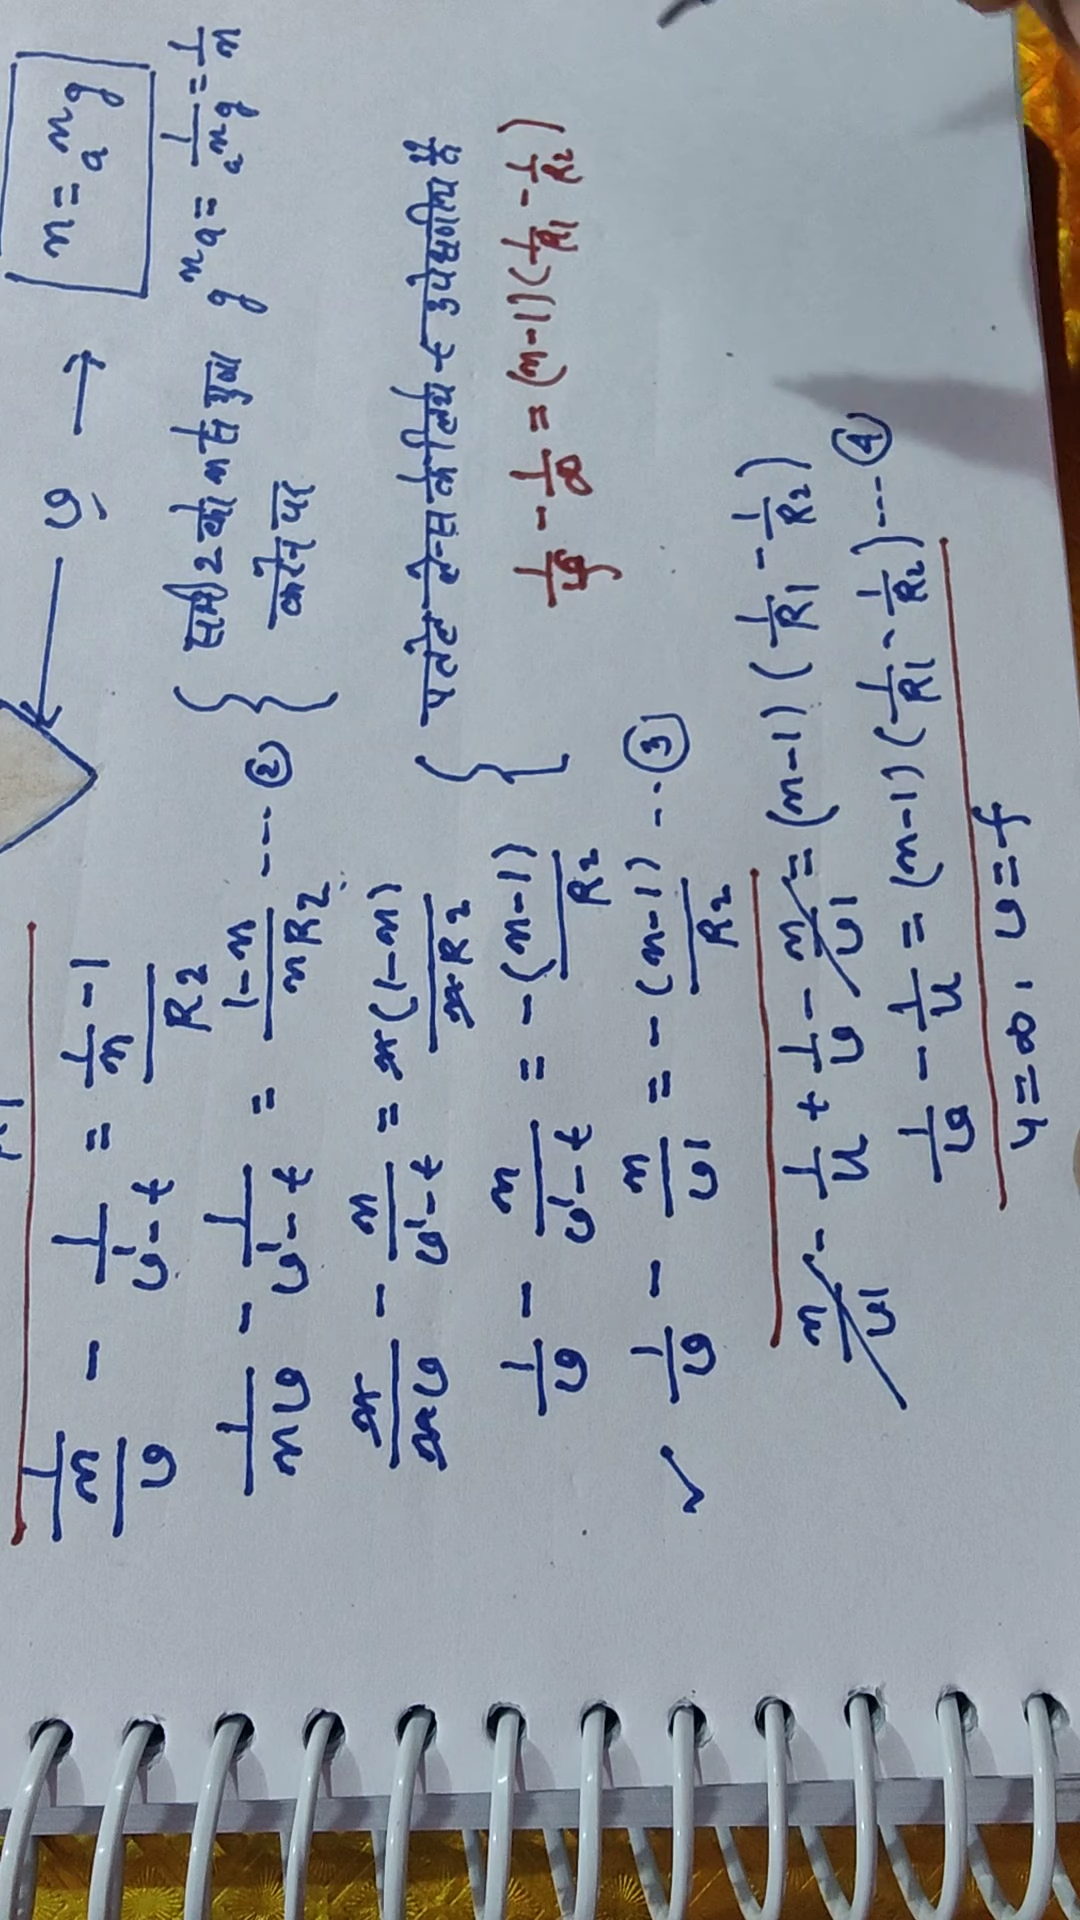 g → n = ₐn_g
(1/n)/v - 1/(v'-t) = (1/n - 1)/R₂
1/nv - 1/(v'-t) = (1-n)/nR₂ --- ② { समी 2 को n से गुणा करने पर
_g n_a = 1/ₐn_g = 1/n
n/nv - n/(v'-t) = n(1-n)/nR₂
1/v - n/(v'-t) = -(n-1)/R₂ { पतले लेन्स के लिये t उपेक्षणीय है
1/v - n/v' = -(n-1)/R₂ --- ③
1/f - 1/∞ = (n-1)(1/R₁ - 1/R₂)
n/v' - 1/u + 1/v - n/v' = (n-1)(1/R₁ - 1/R₂)
1/v - 1/u = (n-1)(1/R₁ - 1/R₂) --- ④
u = ∞, v = f